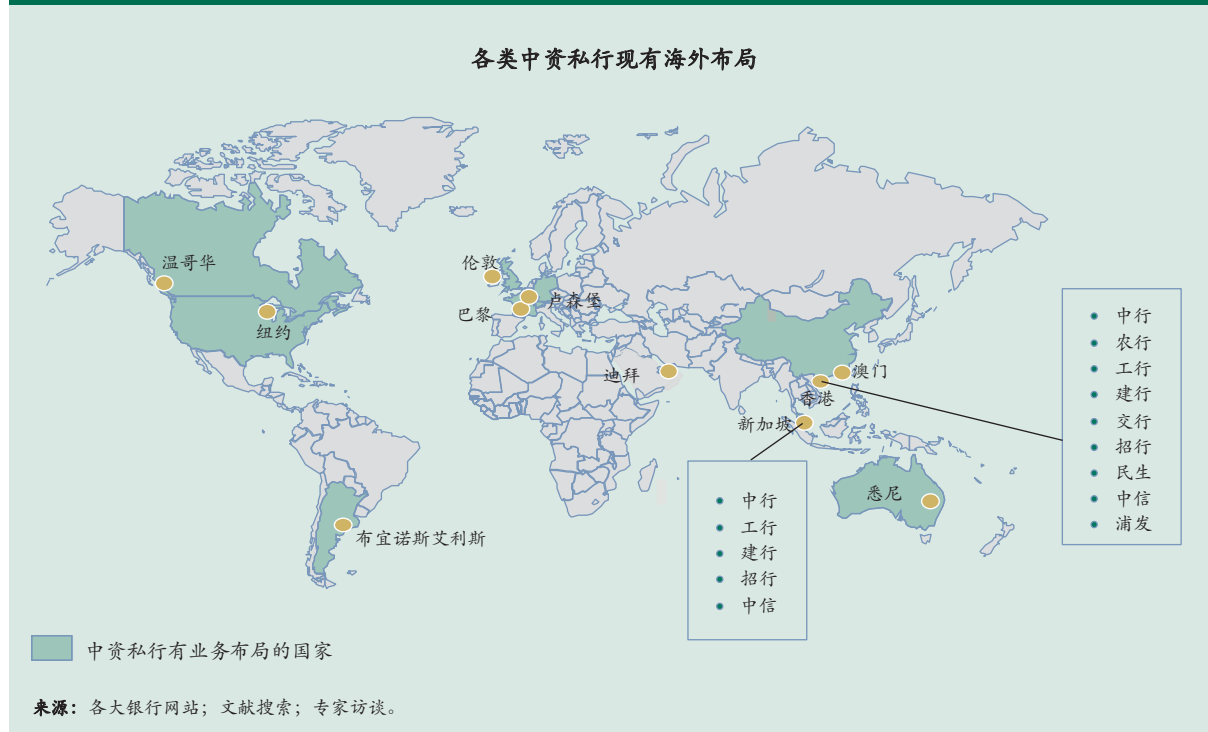 各类中资私行现有海外布局
温哥华
纽约
伦敦
巴黎
卢森堡
迪拜
澳门
香港
新加坡
悉尼
布宜诺斯艾利斯
中行
农行
工行
建行
交行
招行
民生
中信
浦发
中行
工行
建行
招行
中信
中资私行有业务布局的国家
来源：各大银行网站；文献搜索；专家访谈。